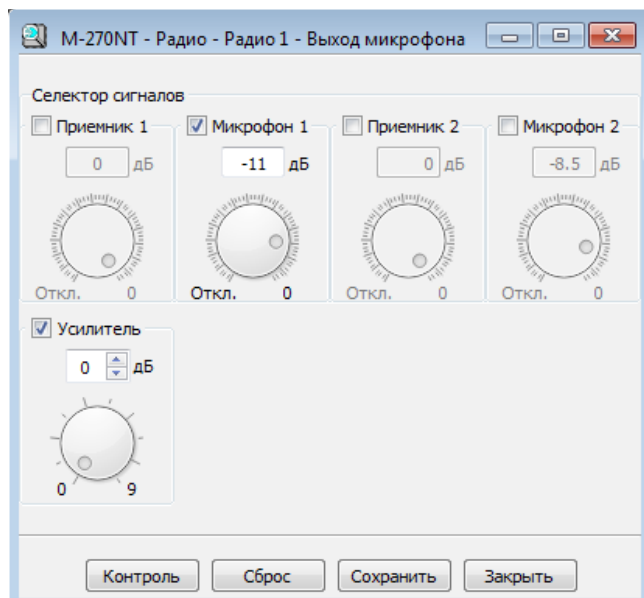 M-270NT - Радио - Радио 1 - Выход микрофона
Селектор сигналов
Приемник 1 Микрофон 1 Приемник 2 Микрофон 2
0 дБ -11 дБ 0 дБ -8.5 дБ
Откл. 0 Откл. 0 Откл. 0 Откл. 0
Усилитель
0 дБ
0 9
Контроль Сброс Сохранить Закрыть